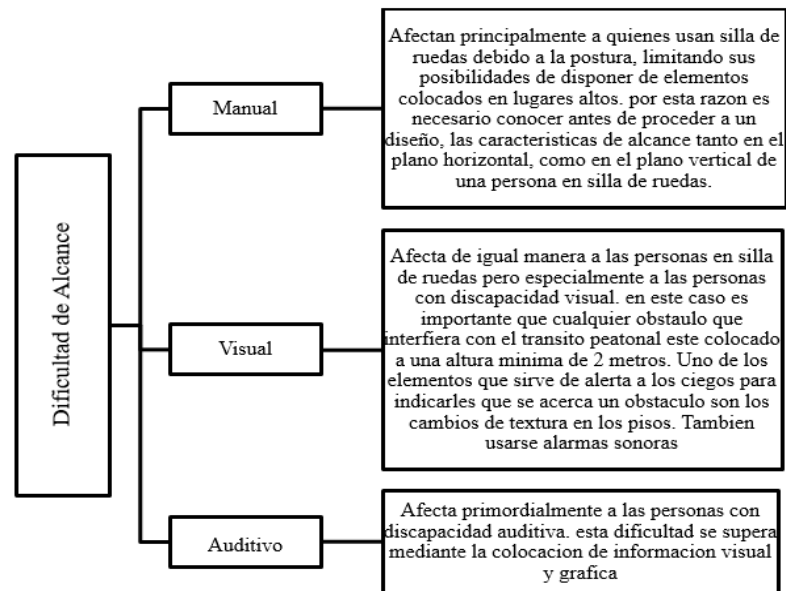 Dificultad de Alcance
Manual
Afectan principalmente a quienes usan silla de
ruedas debido a la postura, limitando sus
posibilidades de disponer de elementos
colocados en lugares altos. por esta razon es
necesario conocer antes de proceder a un
diseño, las caracteristicas de alcance tanto en el
plano horizontal, como en el plano vertical de
una persona en silla de ruedas.
Visual
Afecta de igual manera a las personas en silla
de ruedas pero especialmente a las personas
con discapacidad visual. en este caso es
importante que cualquier obstaulo que
interfiera con el transito peatonal este colocado
a una altura minima de 2 metros. Uno de los
elementos que sirve de alerta a los ciegos para
indicarles que se acerca un obstaculo son los
cambios de textura en los pisos. Tambien
usarse alarmas sonoras
Auditivo
Afecta primordialmente a las personas con
discapacidad auditiva. esta dificultad se supera
mediante la colocacion de informacion visual
y grafica